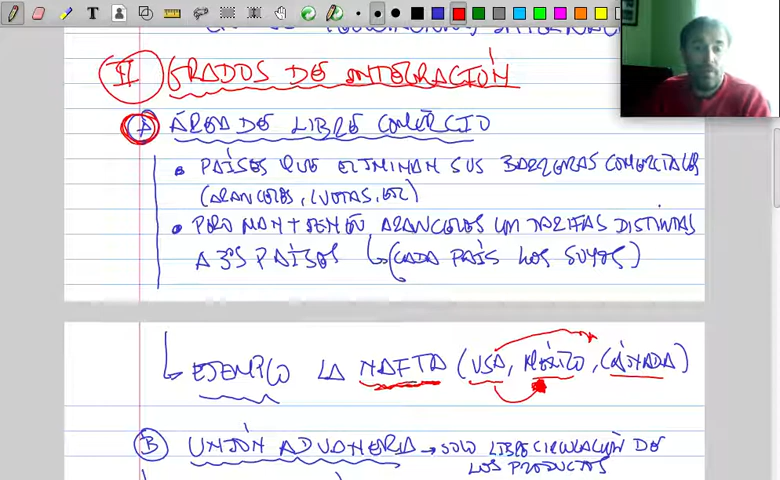 II GRADOS DE INTEGRACIÓN
A ÁREA DE LIBRE COMERCIO
• PAÍSES QUE ELIMINAN SUS BARRERAS COMERCIALES
(ARANCELES, CUOTAS, ETC)
• PERO MANTIENEN ARANCELES UN TARIFAS DISTINTAS
A 3ºS PAÍSES (CADA PAÍS LOS SUYOS)
EJEMPLO LA NAFTA (USA, MÉXICO, CANADA)
B UNIÓN ADUANERA → SOLO LIBRE CIRCULACIÓN DE
LOS PRODUCTOS